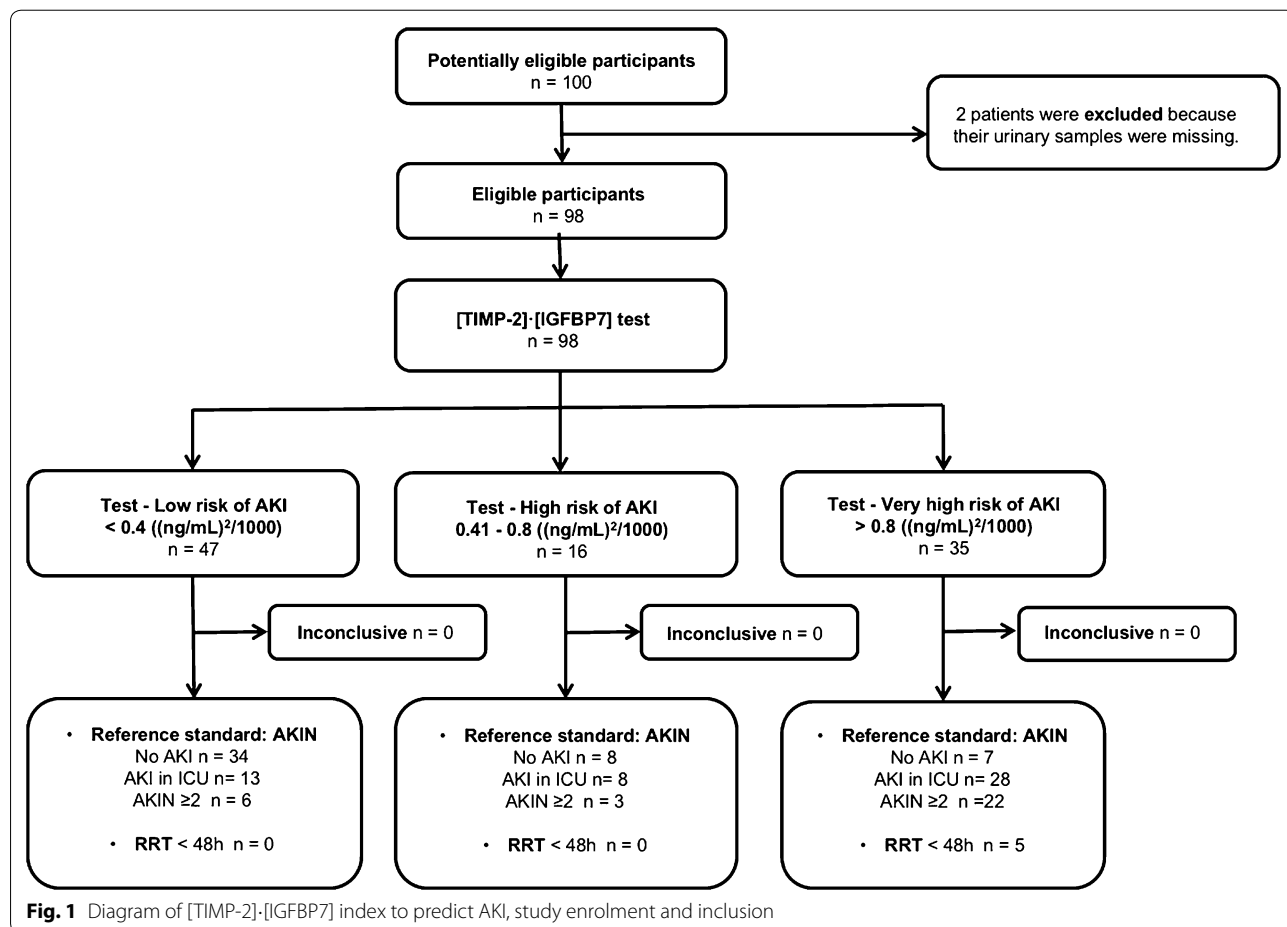 Potentially eligible participants
n = 100
2 patients were excluded because
their urinary samples were missing.
Eligible participants
n = 98
[TIMP-2]·[IGFBP7] test
n = 98
Test - Low risk of AKI
< 0.4 ((ng/mL)²/1000)
n = 47
Test - High risk of AKI
0.41 - 0.8 ((ng/mL)²/1000)
n = 16
Test - Very high risk of AKI
> 0.8 ((ng/mL)²/1000)
n = 35
Inconclusive n = 0
Inconclusive n = 0
Inconclusive n = 0
• Reference standard: AKIN
No AKI n = 34
AKI in ICU n= 13
AKIN ≥2 n = 6
• RRT < 48h n = 0
• Reference standard: AKIN
No AKI n = 8
AKI in ICU n= 8
AKIN ≥2 n = 3
• RRT < 48h n = 0
• Reference standard: AKIN
No AKI n = 7
AKI in ICU n= 28
AKIN ≥2 n =22
• RRT < 48h n = 5
Fig. 1 Diagram of [TIMP-2]·[IGFBP7] index to predict AKI, study enrolment and inclusion